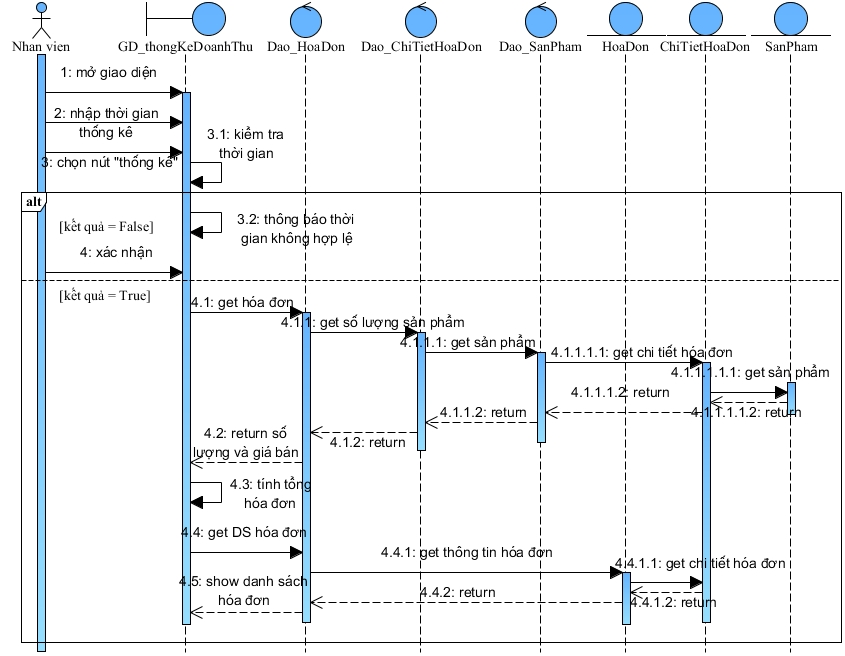 Nhan vien
GD_thongKeDoanhThu
Dao_HoaDon
Dao_ChiTietHoaDon
Dao_SanPham
HoaDon
ChiTietHoaDon
SanPham
1: mở giao diện
2: nhập thời gian
thống kê
3: chọn nút "thống kê"
3.1: kiểm tra
thời gian
alt
[kết quả = False]
3.2: thông báo thời
gian không hợp lệ
4: xác nhận
[kết quả = True]
4.1: get hóa đơn
4.1.1: get số lượng sản phẩm
4.1.1.1: get sản phẩm
4.1.1.1.1: get chi tiết hóa đơn
4.1.1.1.1.1: get sản phẩm
4.1.1.1.2: return
4.1.1.1.1.2: return
4.1.1.2: return
4.1.2: return
4.2: return số
lượng và giá bán
4.3: tính tổng
hóa đơn
4.4: get DS hóa đơn
4.4.1: get thông tin hóa đơn
4.4.1.1: get chi tiết hóa đơn
4.4.1.2: return
4.4.2: return
4.5: show danh sách
hóa đơn